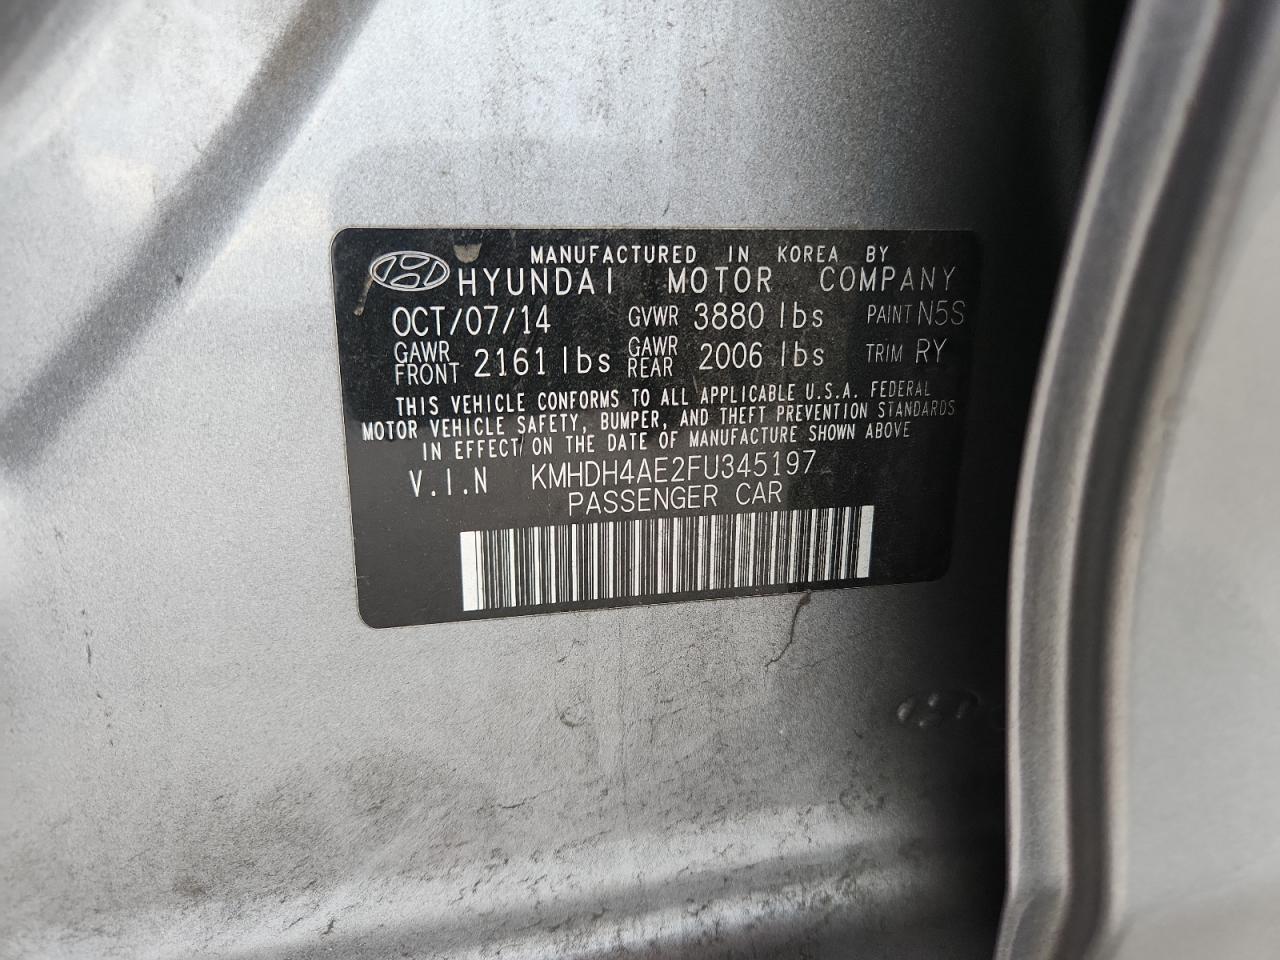 MANUFACTURED IN KOREA BY
HYUNDAI MOTOR COMPANY
OCT/07/14 GVWR 3880 lbs PAINT N5S
GAWR FRONT 2161 lbs GAWR REAR 2006 lbs TRIM RY
THIS VEHICLE CONFORMS TO ALL APPLICABLE U.S.A. FEDERAL
MOTOR VEHICLE SAFETY, BUMPER, AND THEFT PREVENTION STANDARDS
IN EFFECT ON THE DATE OF MANUFACTURE SHOWN ABOVE
V.I.N KMHDH4AE2FU345197
PASSENGER CAR